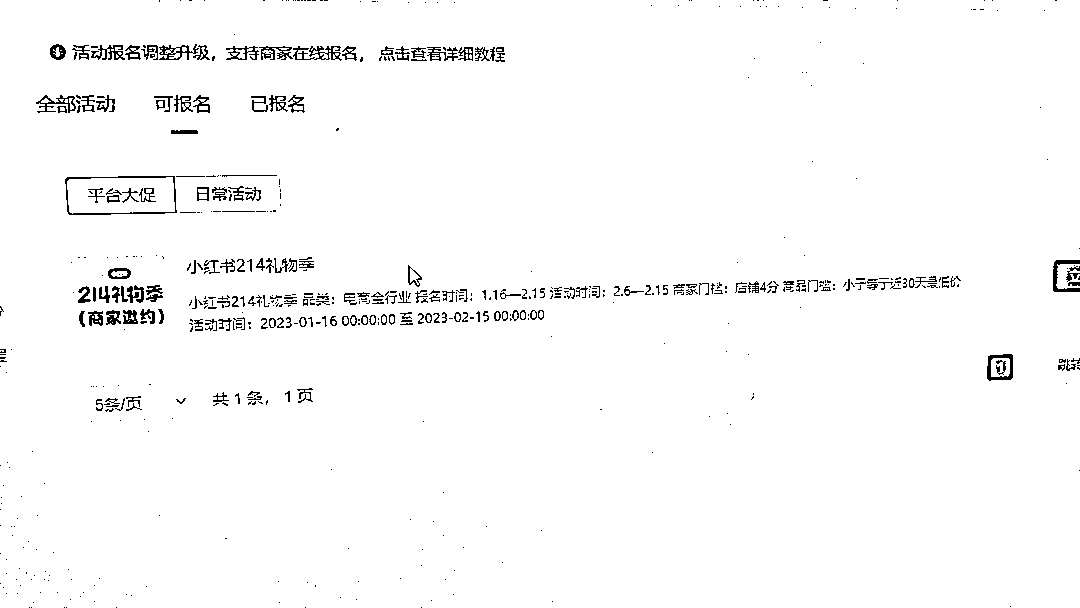 活动报名调整升级，支持商家在线报名， 点击查看详细教程
全部活动 可报名 已报名
平台大促 日常活动
214礼物季
(商家邀约)
小红书214礼物季
小红书214礼物季 品类：电商全行业 报名时间：1.16—2.15 活动时间：2.6—2.15 商家门槛：店铺4分 商品门槛：小于等于近30天最低价
活动时间：2023-01-16 00:00:00 至 2023-02-15 00:00:00
5条/页 共 1 条， 1 页
跳转